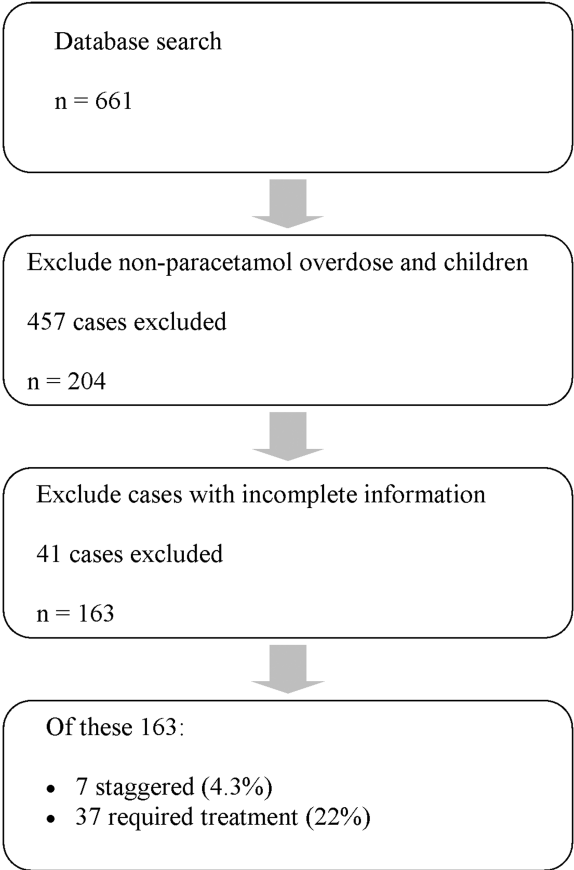 Database search
n = 661
Exclude non-paracetamol overdose and children
457 cases excluded
n = 204
Exclude cases with incomplete information
41 cases excluded
n = 163
Of these 163:
• 7 staggered (4.3%)
• 37 required treatment (22%)